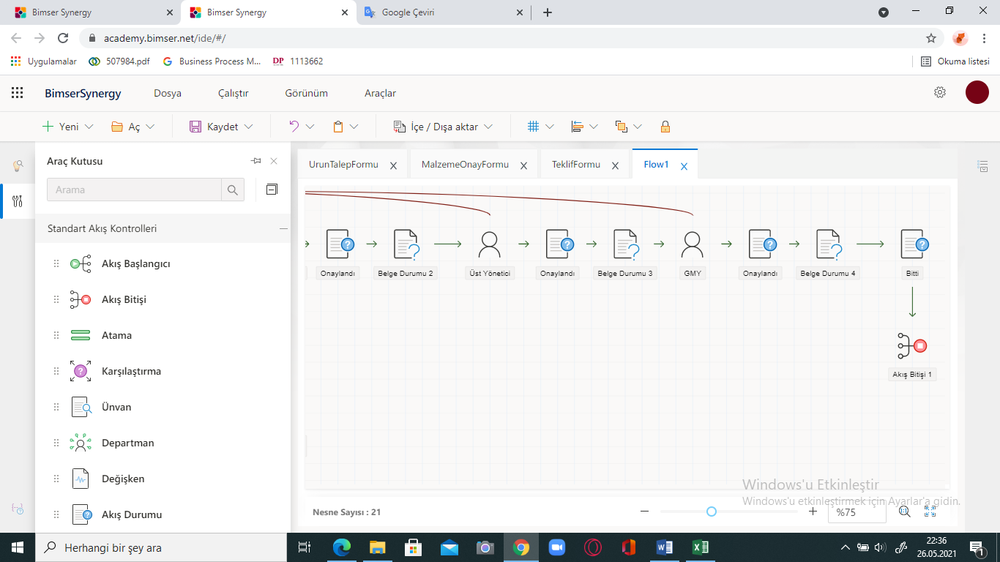 Bimser Synergy
Bimser Synergy
Google Çeviri
academy.bimser.net/ide/#/
Uygulamalar
507984.pdf
Business Process M...
DP 1113662
Okuma listesi
BimserSynergy
Dosya
Çalıştır
Görünüm
Araçlar
Yeni
Aç
Kaydet
İçe / Dışa aktar
Araç Kutusu
Arama
Standart Akış Kontrolleri
Akış Başlangıcı
Akış Bitişi
Atama
Karşılaştırma
Ünvan
Departman
Değişken
Akış Durumu
UrunTalepFormu
MalzemeOnayFormu
TeklifFormu
Flow1
Onaylandı
Belge Durumu 2
Üst Yönetici
Onaylandı
Belge Durumu 3
GMY
Onaylandı
Belge Durumu 4
Bitti
Akış Bitişi 1
Windows'u Etkinleştir
Windows'u etkinleştirmek için Ayarlar'a gidin.
Nesne Sayısı : 21
%75
Herhangi bir şey ara
22:36
26.05.2021
1